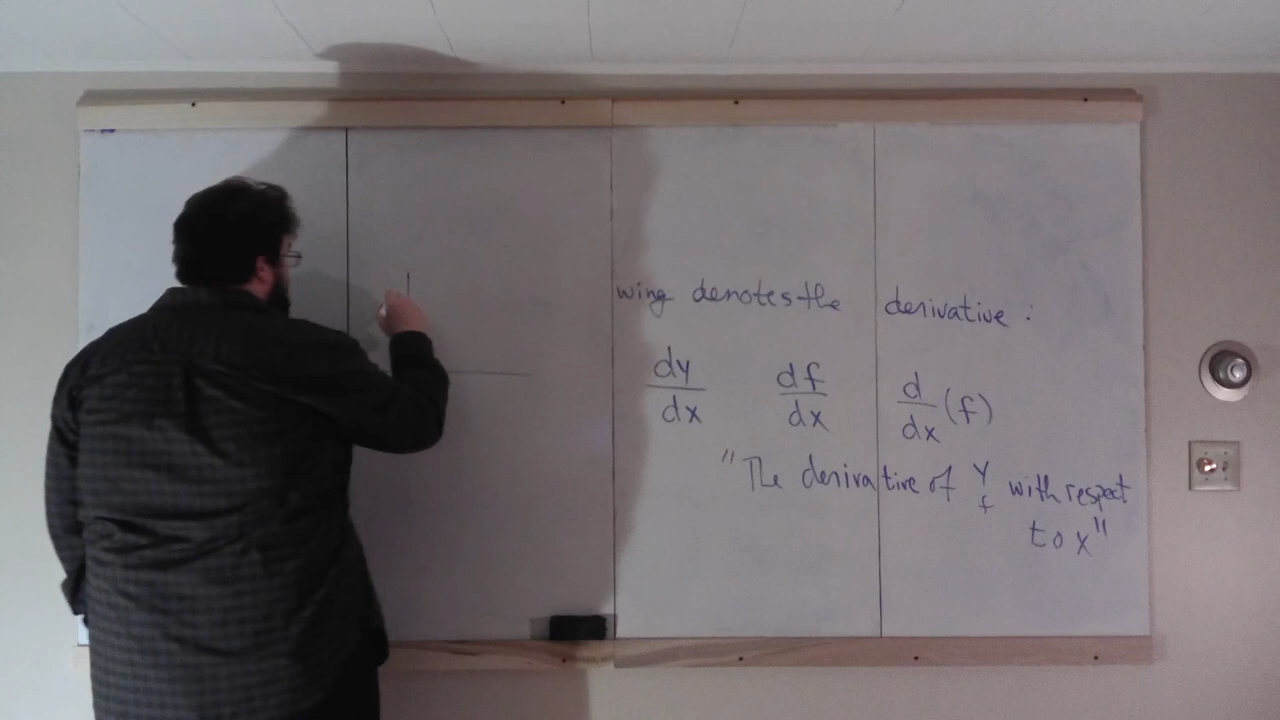 wing denotes the derivative :
dy/dx df/dx d/dx (f)
"The derivative of y with respect
f
to x"